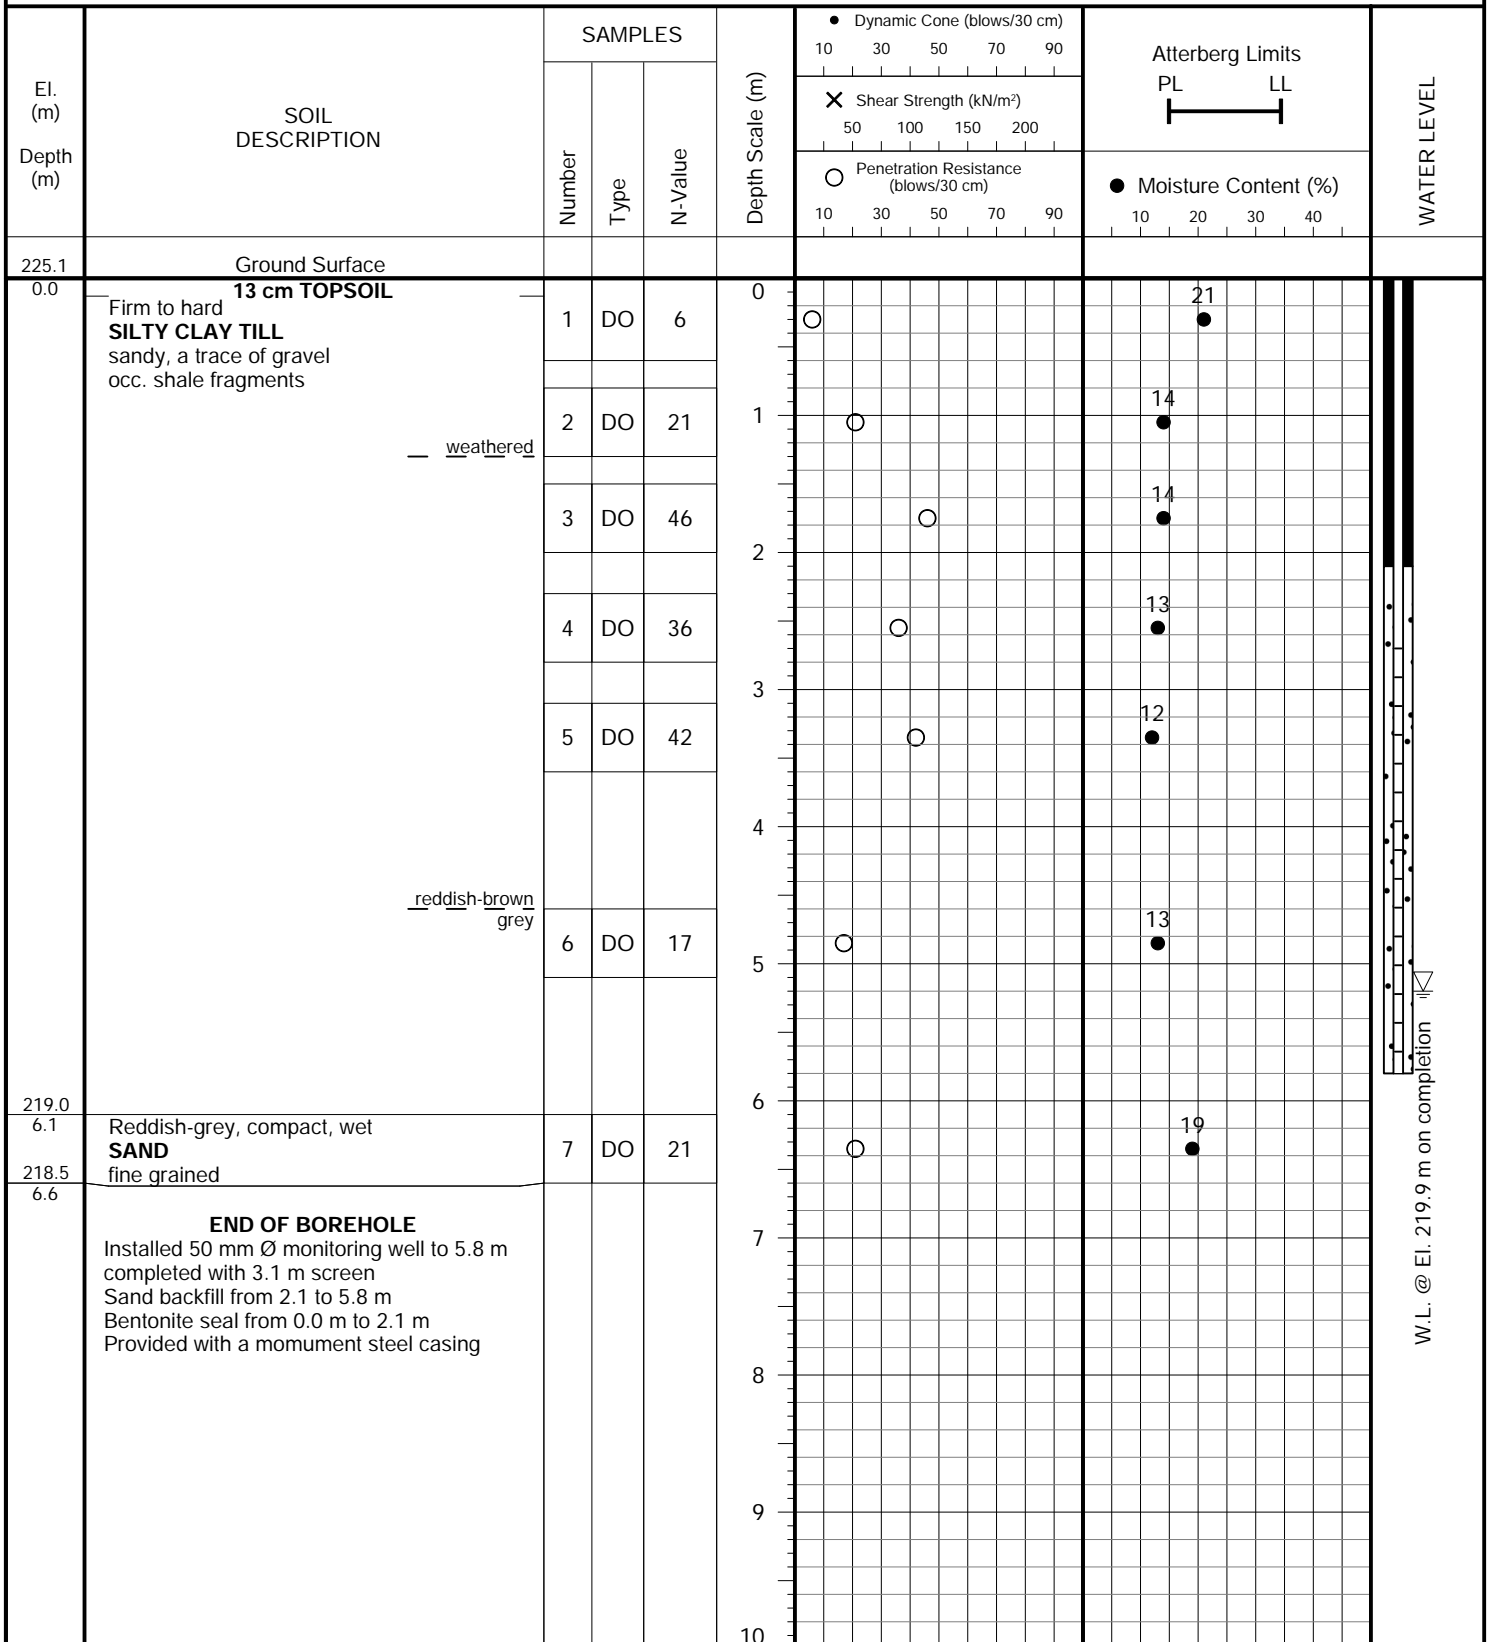 El.
(m)
Depth
(m)
SOIL
DESCRIPTION
SAMPLES
Number
Type
N-Value
Depth Scale (m)
● Dynamic Cone (blows/30 cm)
10 30 50 70 90
✕ Shear Strength (kN/m²)
50 100 150 200
○ Penetration Resistance
(blows/30 cm)
10 30 50 70 90
Atterberg Limits
PL LL
● Moisture Content (%)
10 20 30 40
WATER LEVEL
225.1 Ground Surface
0.0 13 cm TOPSOIL
Firm to hard
SILTY CLAY TILL
sandy, a trace of gravel
occ. shale fragments
weathered
reddish-brown
grey
219.0
6.1 Reddish-grey, compact, wet
SAND
218.5 fine grained
6.6
END OF BOREHOLE
Installed 50 mm Ø monitoring well to 5.8 m
completed with 3.1 m screen
Sand backfill from 2.1 to 5.8 m
Bentonite seal from 0.0 m to 2.1 m
Provided with a momument steel casing
1 DO 6
2 DO 21
3 DO 46
4 DO 36
5 DO 42
6 DO 17
7 DO 21
0
1
2
3
4
5
6
7
8
9
10
21
14
14
13
12
13
19
W.L. @ El. 219.9 m on completion